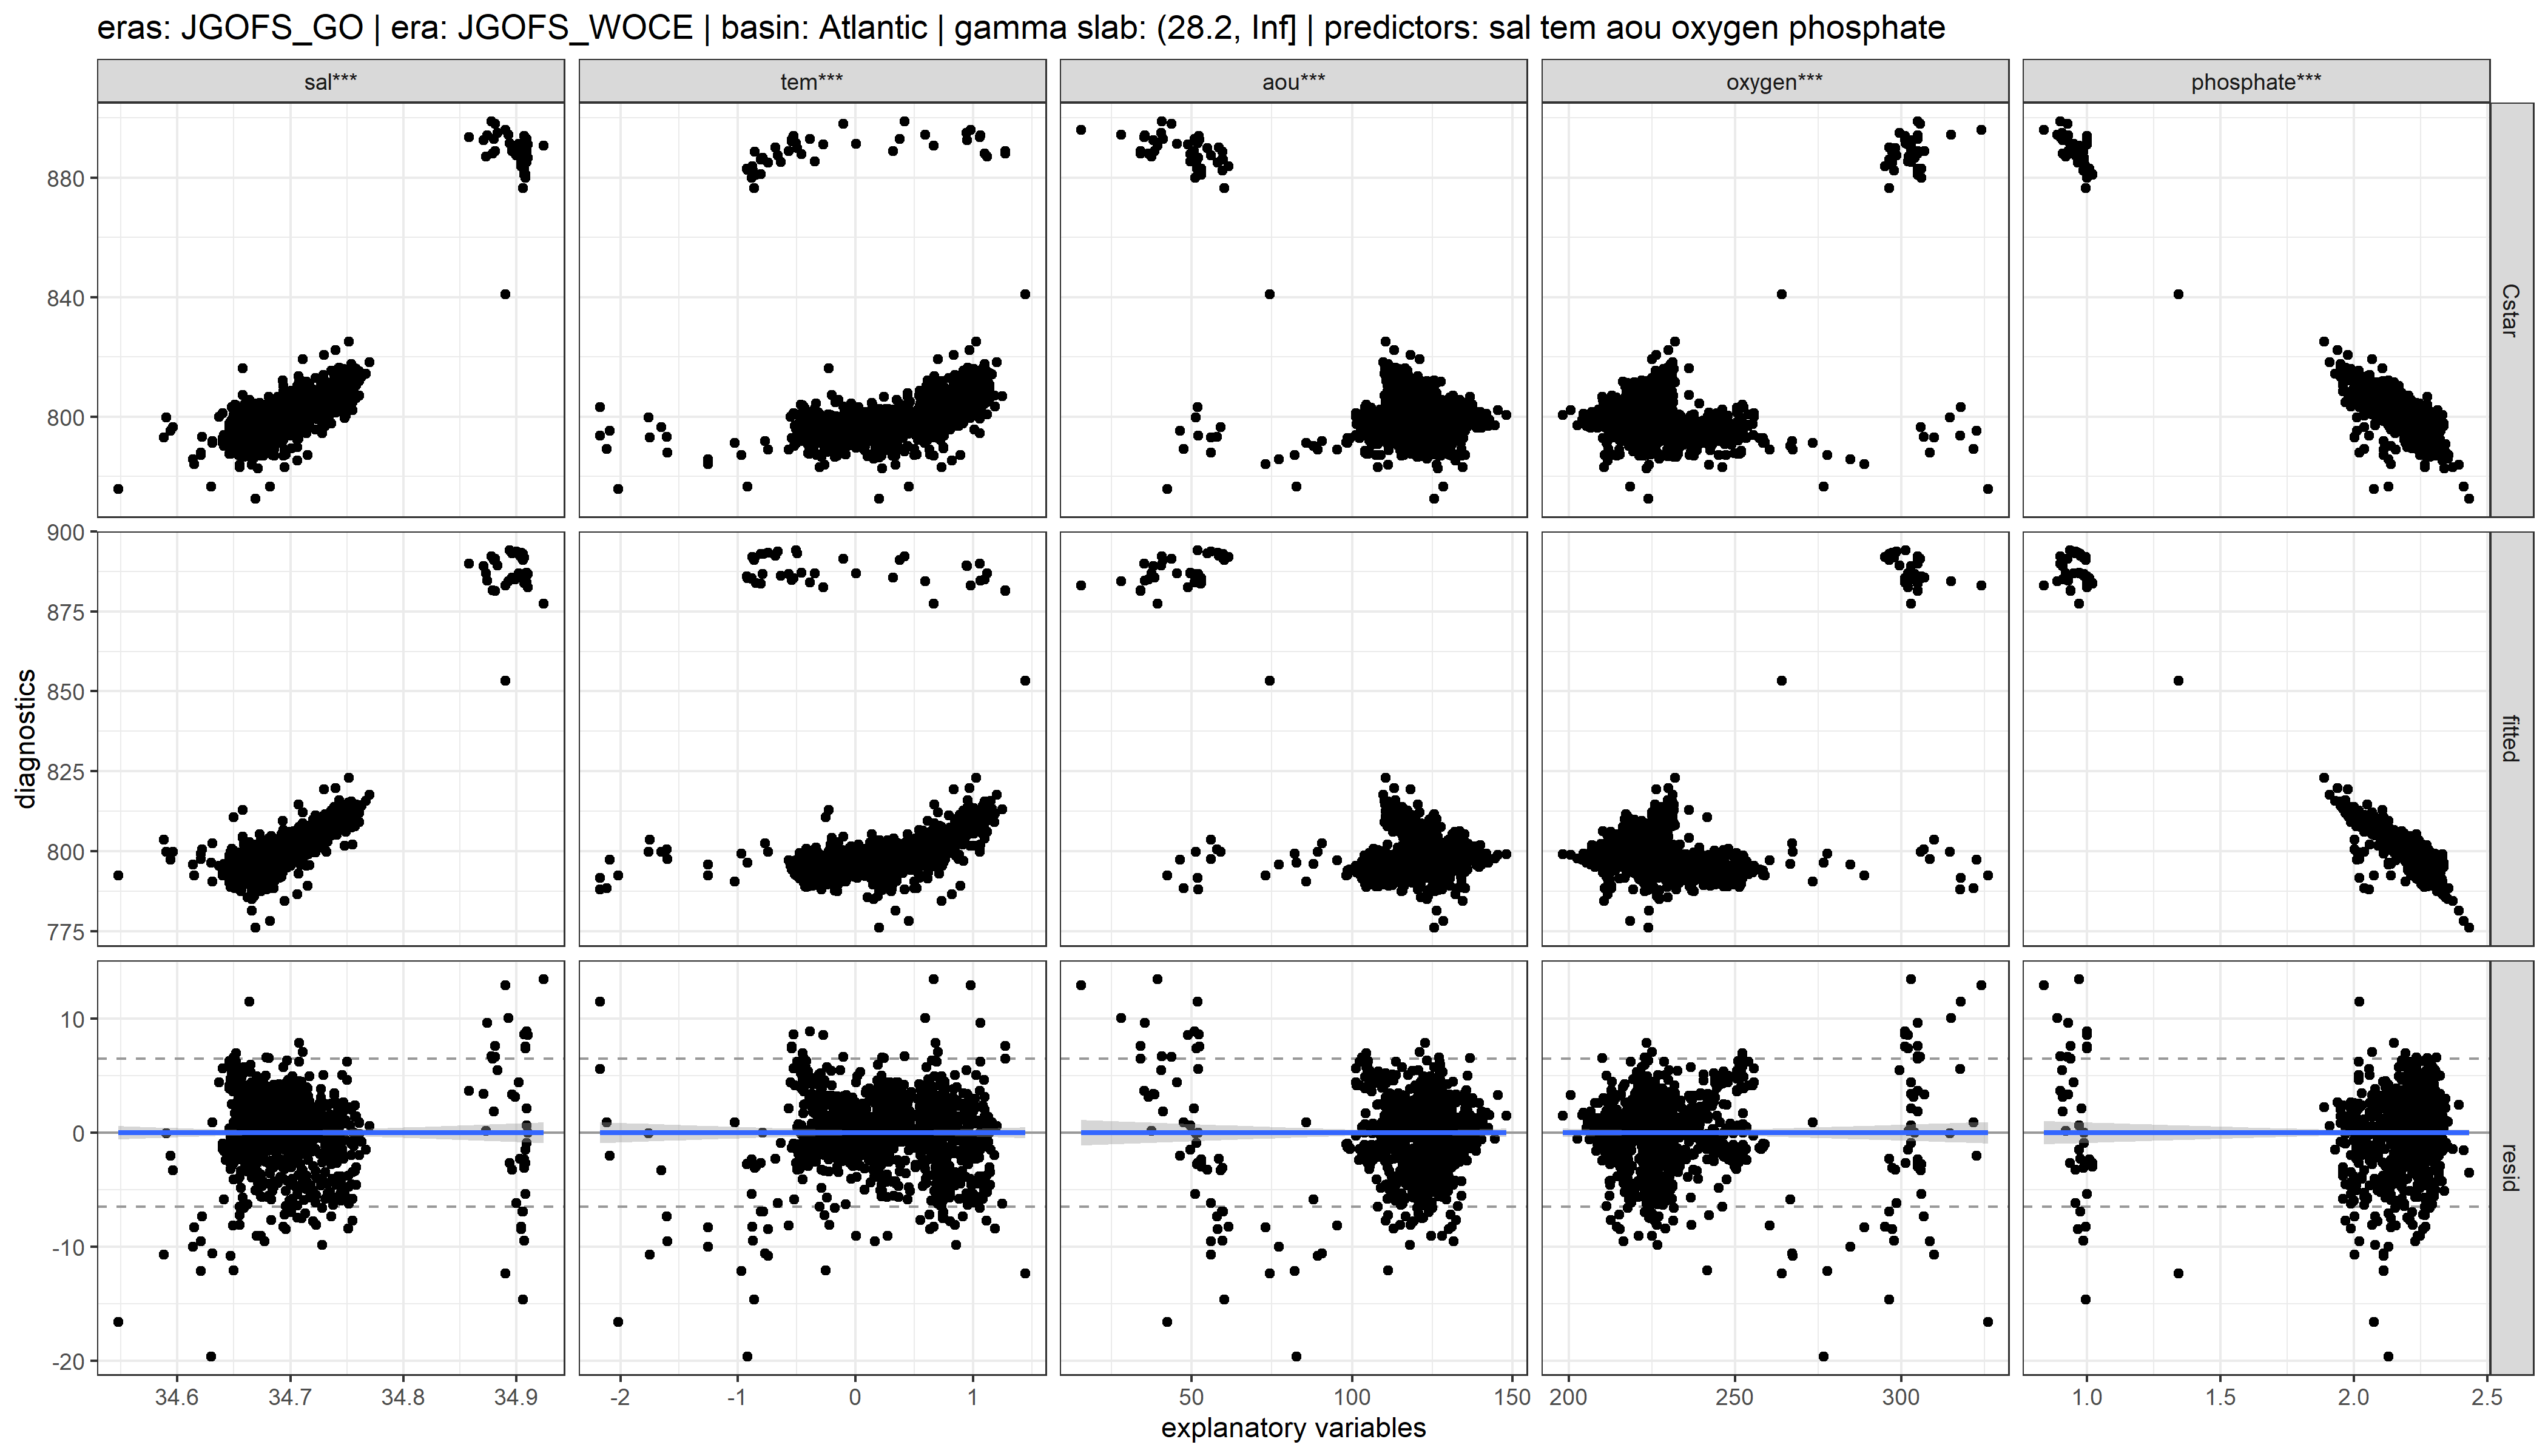 eras: JGOFS_GO | era: JGOFS_WOCE | basin: Atlantic | gamma slab: (28.2, Inf] | predictors: sal tem aou oxygen phosphate
sal***
tem***
aou***
oxygen***
phosphate***
880
840
800
Cstar
900
875
850
825
800
775
fitted
10
0
-10
-20
resid
diagnostics
34.6 34.7 34.8 34.9
-2 -1 0 1
50 100 150
200 250 300
1.0 1.5 2.0 2.5
explanatory variables